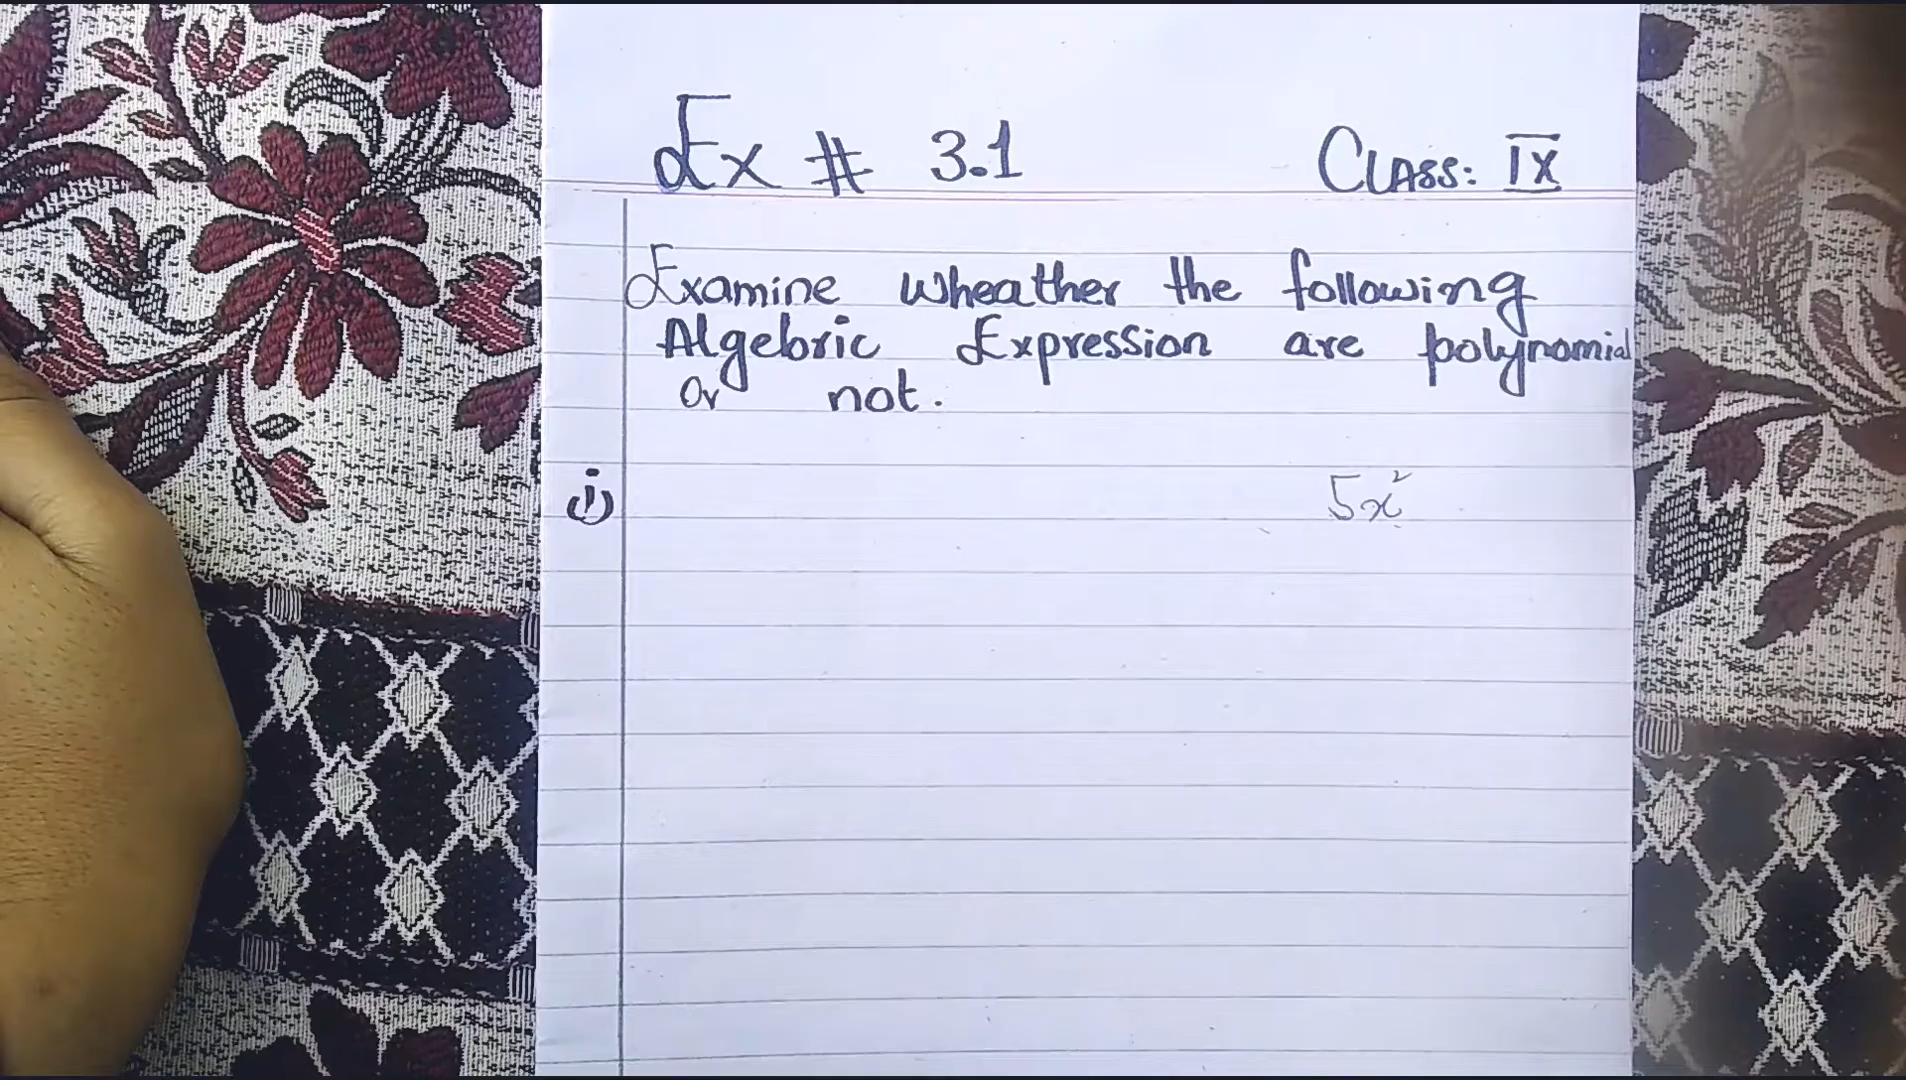 Ex # 3.1 CLASS: IX
Examine wheather the following
Algebric Expression are polynomial
Or not.
(i) 5x²